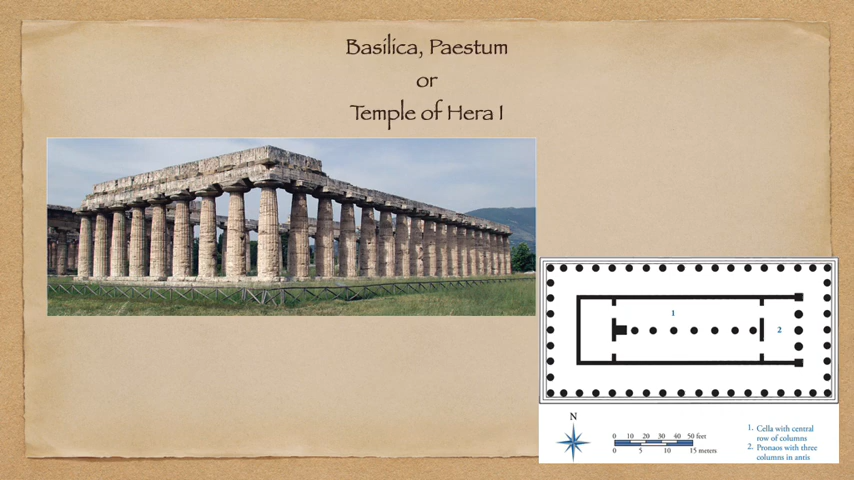 Basilica, Paestum
or
Temple of Hera I
1
2
N
0 10 20 30 40 50 feet
0 5 10 15 meters
1. Cella with central
row of columns
2. Pronaos with three
columns in antis